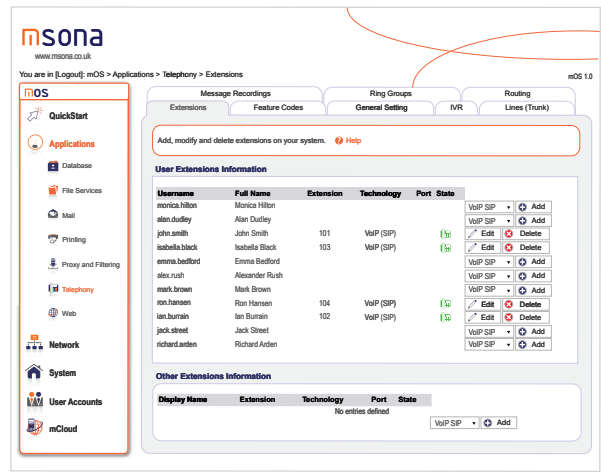 msona
www.msona.co.uk
You are in [Logout]: mOS > Applications > Telephony > Extensions
mOS 1.0
mOS
QuickStart
Applications
Database
File Services
Mail
Printing
Proxy and Filtering
Telephony
Web
Network
System
User Accounts
mCloud
Message Recordings Ring Groups Routing
Extensions Feature Codes General Setting IVR Lines (Trunk)
Add, modify and delete extensions on your system. ? Help
User Extensions Information
Username Full Name Extension Technology Port State
monica.hilton Monica Hilton VoIP SIP Add
alan.dudley Alan Dudley VoIP SIP Add
john.smith John Smith 101 VoIP (SIP) Edit Delete
isabella.black Isabella Black 103 VoIP (SIP) Edit Delete
emma.bedford Emma Bedford VoIP SIP Add
alex.rush Alexander Rush VoIP SIP Add
mark.brown Mark Brown VoIP SIP Add
ron.hansen Ron Hansen 104 VoIP (SIP) Edit Delete
ian.burrain Ian Burrain 102 VoIP (SIP) Edit Delete
jack.street Jack Street VoIP SIP Add
richard.arden Richard Arden VoIP SIP Add
Other Extensions Information
Display Name Extension Technology Port State
No entries defined
VoIP SIP Add